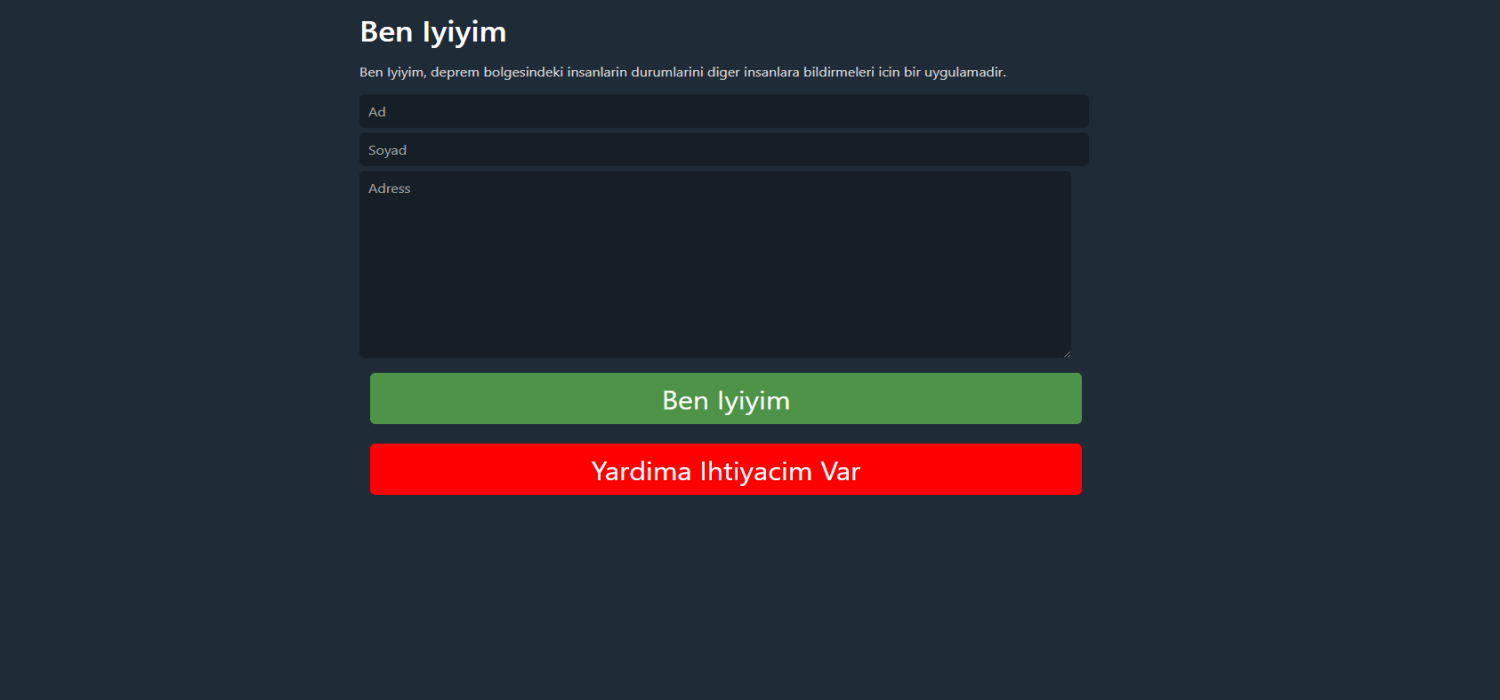 Ben Iyiyim
Ben Iyiyim, deprem bolgesindeki insanlarin durumlarini diger insanlara bildirmeleri icin bir uygulamadir.
Ad
Soyad
Adress
Ben Iyiyim
Yardima Ihtiyacim Var